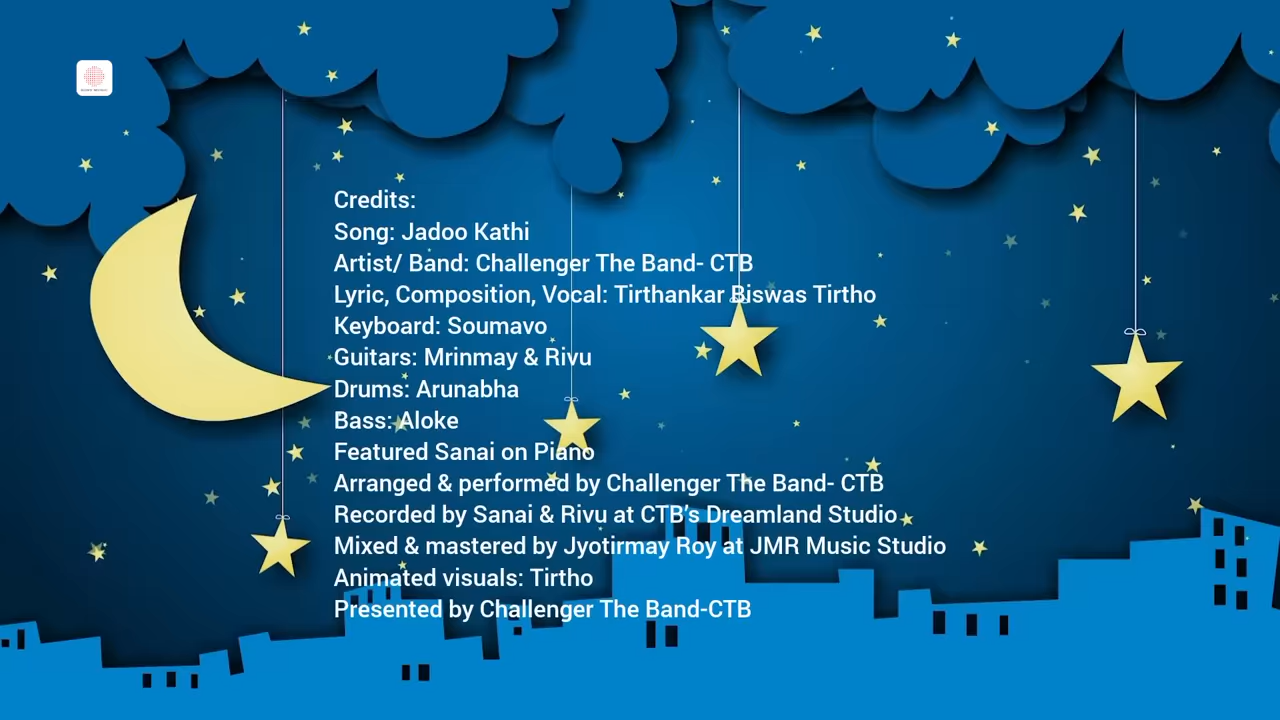 Credits:
Song: Jadoo Kathi
Artist/ Band: Challenger The Band- CTB
Lyric, Composition, Vocal: Tirthankar Biswas Tirtho
Keyboard: Soumavo
Guitars: Mrinmay & Rivu
Drums: Arunabha
Bass: Aloke
Featured Sanai on Piano
Arranged & performed by Challenger The Band- CTB
Recorded by Sanai & Rivu at CTB’s Dreamland Studio
Mixed & mastered by Jyotirmay Roy at JMR Music Studio
Animated visuals: Tirtho
Presented by Challenger The Band-CTB